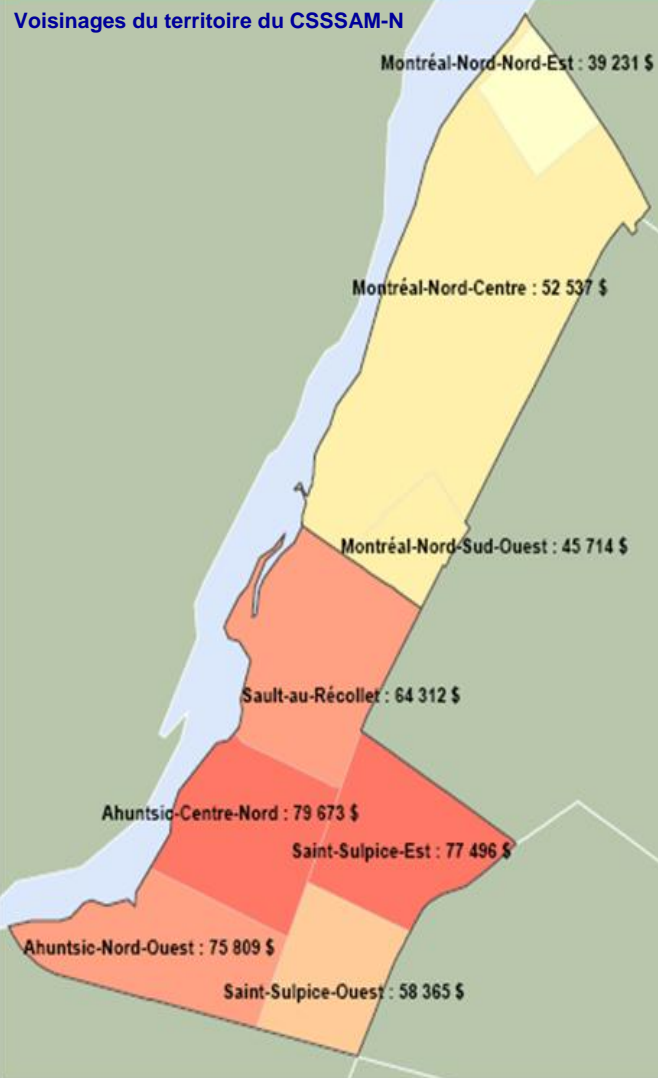 Voisinages du territoire du CSSSAM-N
Montréal-Nord-Nord-Est : 39 231 $
Montréal-Nord-Centre : 52 537 $
Montréal-Nord-Sud-Ouest : 45 714 $
Sault-au-Récollet : 64 312 $
Ahuntsic-Centre-Nord : 79 673 $
Saint-Sulpice-Est : 77 496 $
Ahuntsic-Nord-Ouest : 75 809 $
Saint-Sulpice-Ouest : 58 365 $